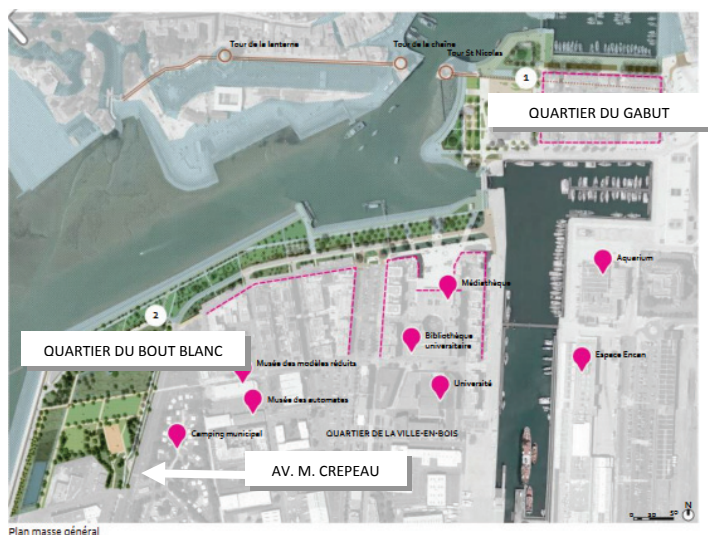 Tour de la lanterne
Tour de la chaîne
Tour St Nicolas
1
QUARTIER DU GABUT
Aquarium
Médiathèque
2
Bibliothèque
universitaire
QUARTIER DU BOUT BLANC
Espace Encan
Musée des modèles réduits
Université
Musée des automates
Camping municipal
QUARTIER DE LA VILLE-EN-BOIS
AV. M. CREPEAU
N
Plan masse général